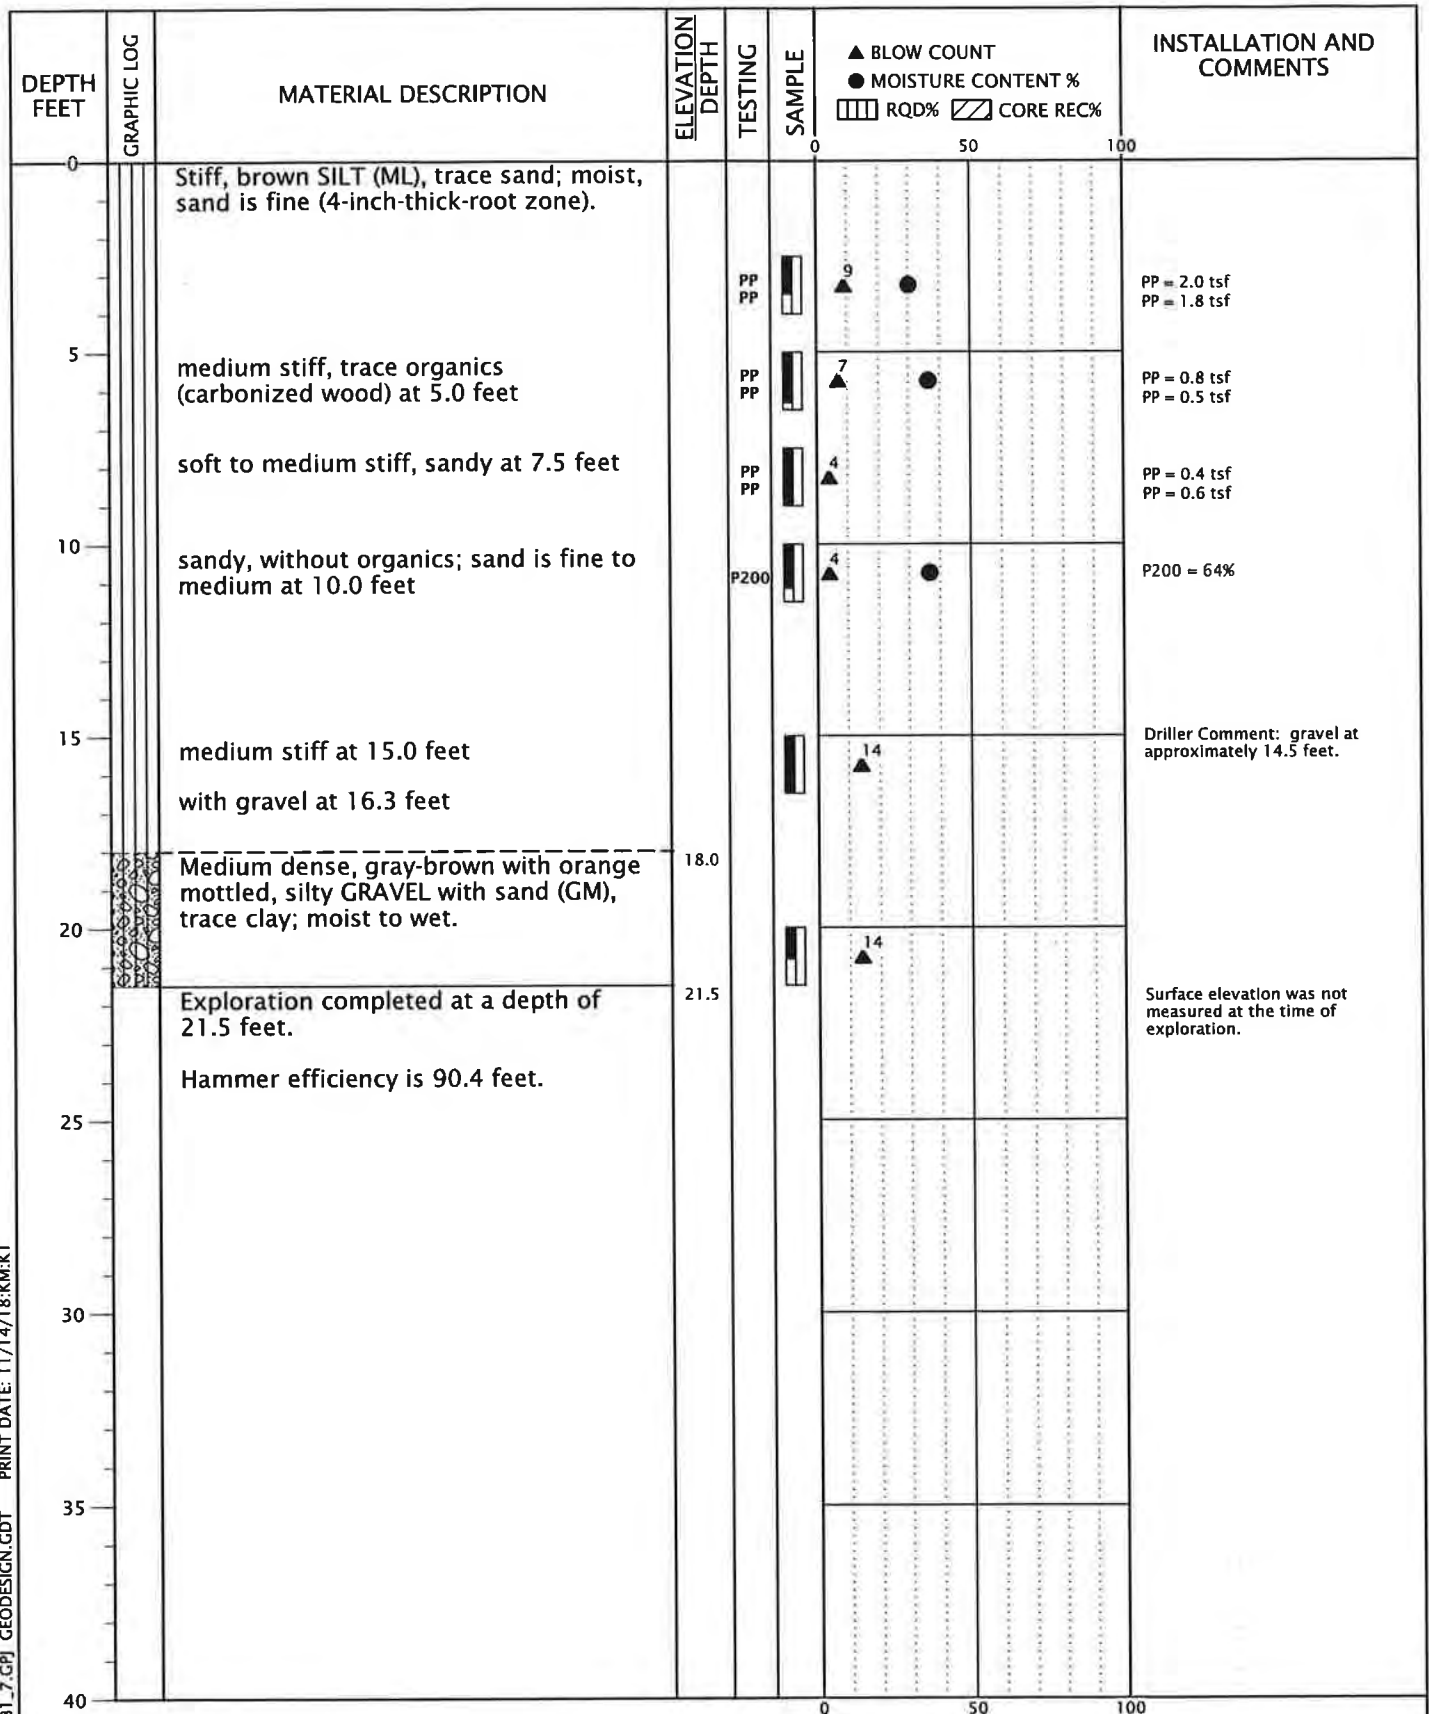 DEPTH
FEET
GRAPHIC LOG
MATERIAL DESCRIPTION
ELEVATION
DEPTH
TESTING
SAMPLE
▲ BLOW COUNT
● MOISTURE CONTENT %
RQD% CORE REC%
0 50 100
INSTALLATION AND
COMMENTS
0
Stiff, brown SILT (ML), trace sand; moist,
sand is fine (4-inch-thick-root zone).
PP
PP
9
PP = 2.0 tsf
PP = 1.8 tsf
5
medium stiff, trace organics
(carbonized wood) at 5.0 feet
PP
PP
7
PP = 0.8 tsf
PP = 0.5 tsf
soft to medium stiff, sandy at 7.5 feet
PP
PP
4
PP = 0.4 tsf
PP = 0.6 tsf
10
sandy, without organics; sand is fine to
medium at 10.0 feet
P200
4
P200 = 64%
15
medium stiff at 15.0 feet
14
Driller Comment: gravel at
approximately 14.5 feet.
with gravel at 16.3 feet
18.0
Medium dense, gray-brown with orange
mottled, silty GRAVEL with sand (GM),
trace clay; moist to wet.
20
14
21.5
Exploration completed at a depth of
21.5 feet.
Surface elevation was not
measured at the time of
exploration.
Hammer efficiency is 90.4 feet.
25
30
35
40
0 50 100
7.GPJ GEODESIGN.GDT PRINT DATE: 11/14/18:KM:KT